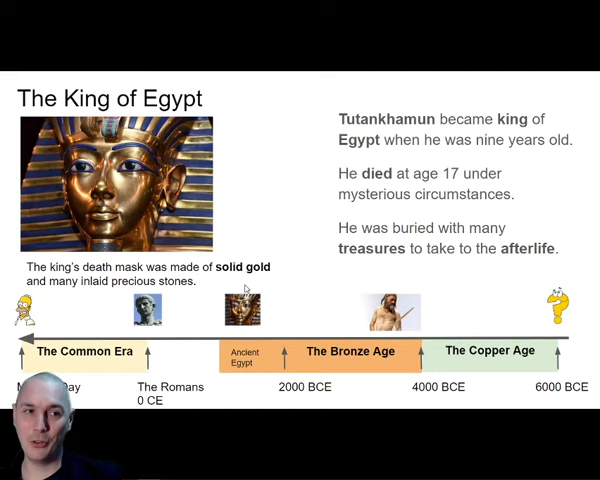 The King of Egypt
Tutankhamun became king of
Egypt when he was nine years old.
He died at age 17 under
mysterious circumstances.
He was buried with many
treasures to take to the afterlife.
The king's death mask was made of solid gold
and many inlaid precious stones.
The Common Era
Ancient
Egypt
The Bronze Age
The Copper Age
Day
The Romans
0 CE
2000 BCE
4000 BCE
6000 BCE